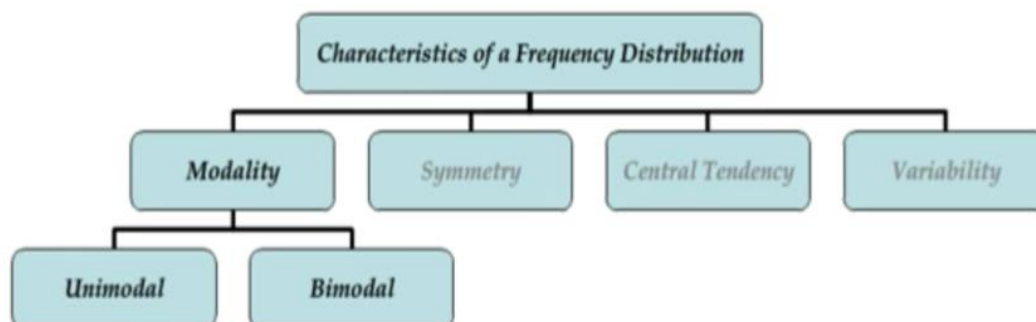 Characteristics of a Frequency Distribution
Modality
Symmetry
Central Tendency
Variability
Unimodal
Bimodal